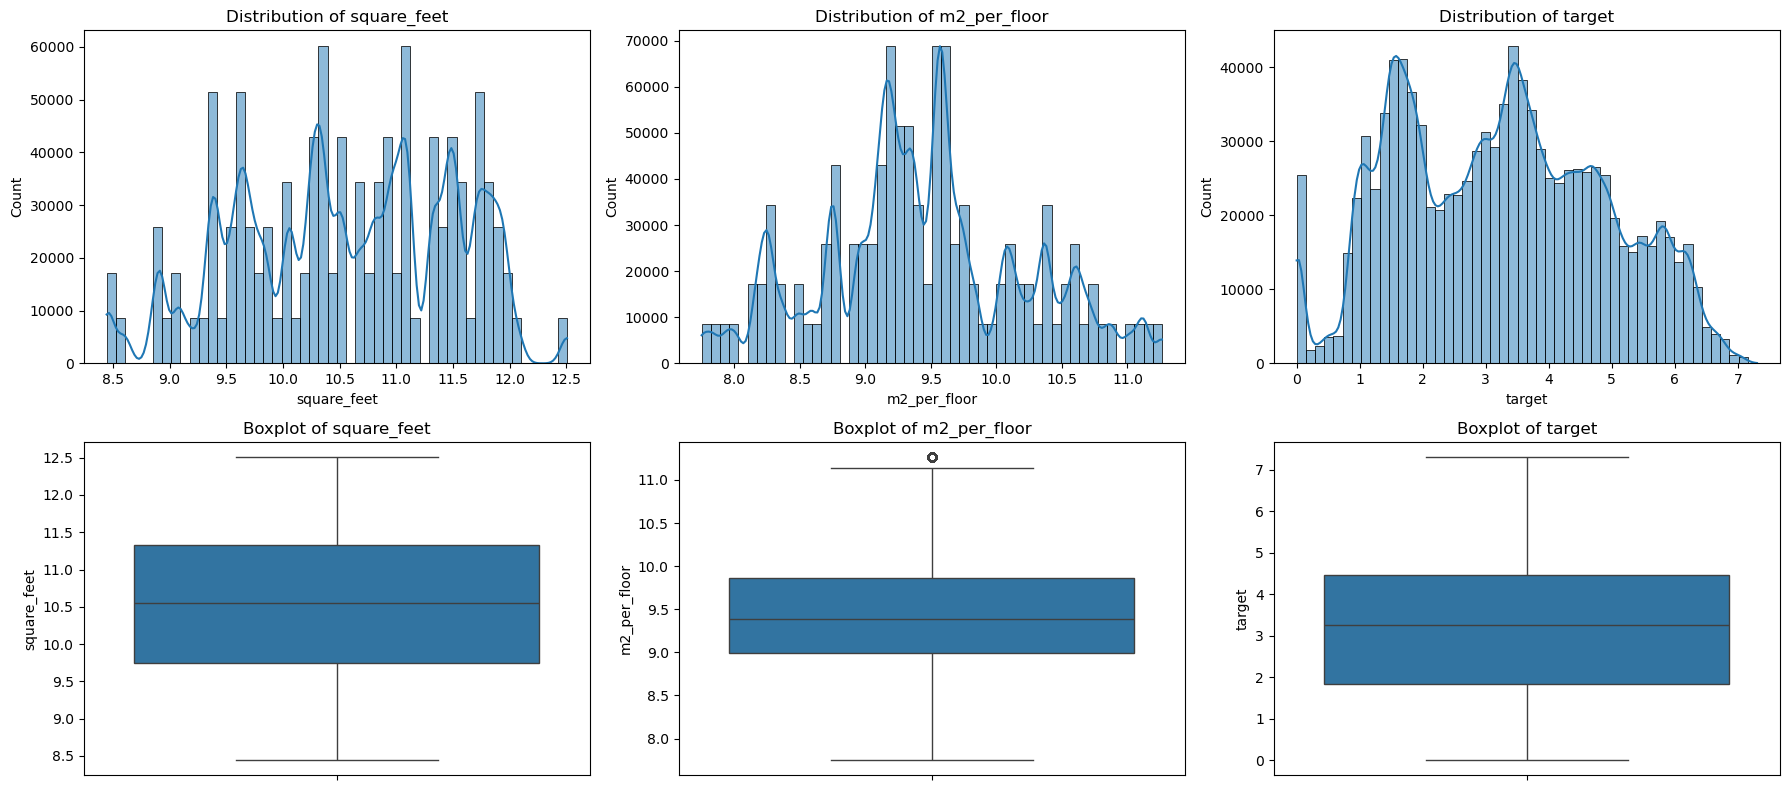 Distribution of square_feet
60000
50000
40000
30000
20000
10000
0
Count
8.5 9.0 9.5 10.0 10.5 11.0 11.5 12.0 12.5
square_feet
Distribution of m2_per_floor
70000
60000
50000
40000
30000
20000
10000
0
Count
8.0 8.5 9.0 9.5 10.0 10.5 11.0
m2_per_floor
Distribution of target
40000
30000
20000
10000
0
Count
0 1 2 3 4 5 6 7
target
Boxplot of square_feet
12.5
12.0
11.5
11.0
10.5
10.0
9.5
9.0
8.5
square_feet
Boxplot of m2_per_floor
11.0
10.5
10.0
9.5
9.0
8.5
8.0
m2_per_floor
Boxplot of target
7
6
5
4
3
2
1
0
target